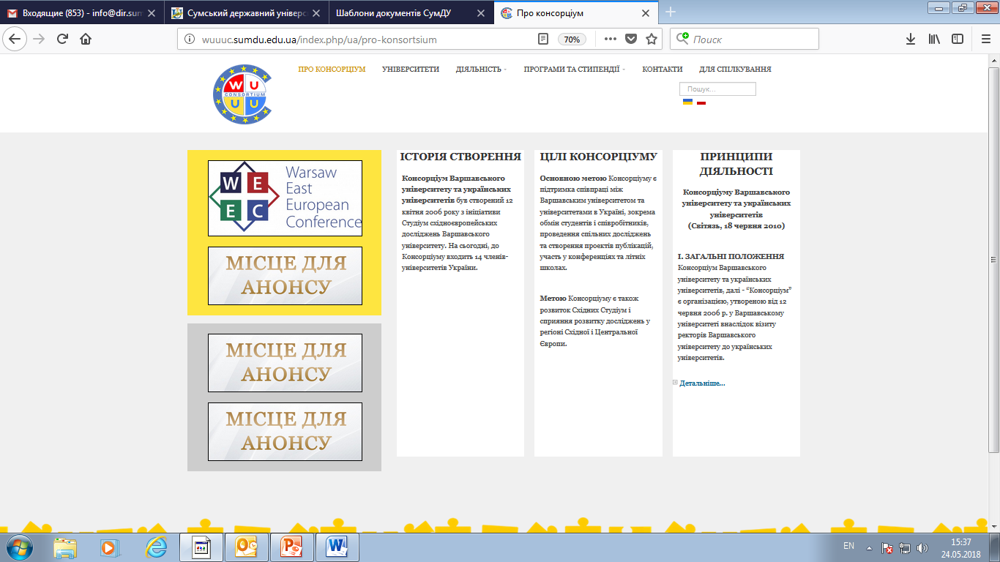 Входящие (853) - info@dir.sum
Сумський державний універс
Шаблони документів СумДУ
Про консорціум
wuuuc.sumdu.edu.ua/index.php/ua/pro-konsortsium
70%
Поиск
W U
CONSORTIUM
U U
ПРО КОНСОРЦІУМ
УНІВЕРСИТЕТИ
ДІЯЛЬНІСТЬ
ПРОГРАМИ ТА СТИПЕНДІЇ
КОНТАКТИ
ДЛЯ СПІЛКУВАННЯ
Пошук...
W E
E C
Warsaw
East
European
Conference
МІСЦЕ ДЛЯ
АНОНСУ
МІСЦЕ ДЛЯ
АНОНСУ
МІСЦЕ ДЛЯ
АНОНСУ
ІСТОРІЯ СТВОРЕННЯ
Консорціум Варшавського
університету та українських
університетів був створений 12
квітня 2006 року з ініціативи
Студіум східноєвропейських
досліджень Варшавського
університету. На сьогодні, до
Консорціуму входить 14 членів-
університетів України.
ЦІЛІ КОНСОРЦІУМУ
Основною метою Консорціуму є
підтримка співпраці між
Варшавським університетом та
університетами в Україні, зокрема
обмін студентів і співробітників,
проведення спільних досліджень
та створення проектів публікацій,
участь у конференціях та літніх
школах.
Метою Консорціуму є також
розвиток Східних Студіум і
сприяння розвитку досліджень у
регіоні Східної і Центральної
Європи.
ПРИНЦИПИ
ДІЯЛЬНОСТІ
Консорціуму Варшавського
університету та українських
університетів
(Світязь, 18 червня 2010)
I. ЗАГАЛЬНІ ПОЛОЖЕННЯ
Консорціум Варшавського
університету та українських
університетів, далі - “Консорціум”
є організацією, утвореною від 12
червня 2006 р. у Варшавському
університеті внаслідок візиту
ректорів Варшавського
університету до українських
університетів.
Детальніше...
EN
15:37
24.05.2018